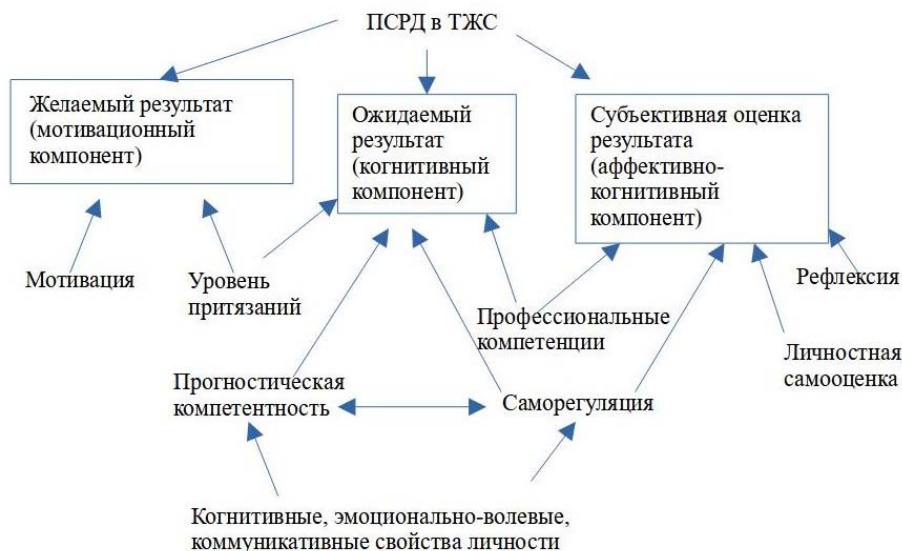 ПСРД в ТЖС
Желаемый результат
(мотивационный
компонент)
Ожидаемый
результат
(когнитивный
компонент)
Субъективная оценка
результата
(аффективно-
когнитивный
компонент)
Мотивация
Уровень
притязаний
Профессиональные
компетенции
Рефлексия
Личностная
самооценка
Прогностическая
компетентность
Саморегуляция
Когнитивные, эмоционально-волевые,
коммуникативные свойства личности